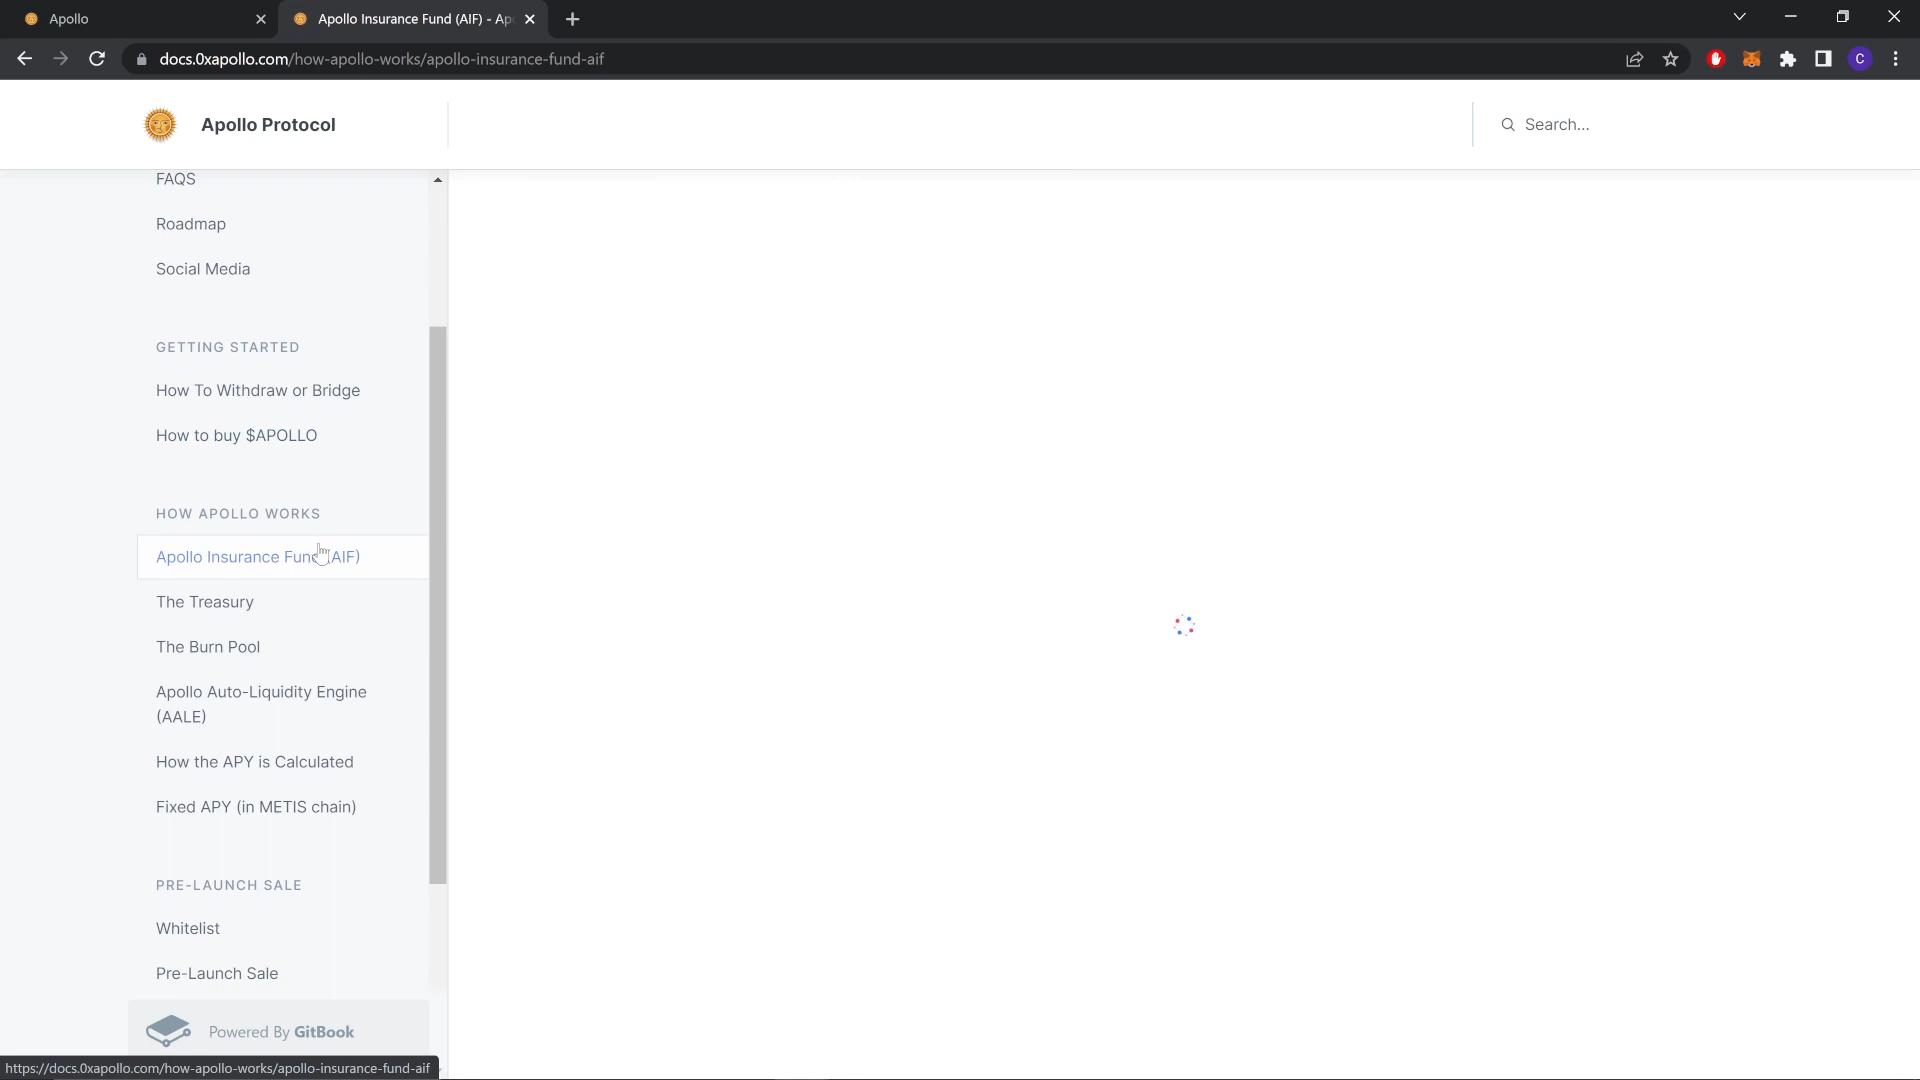 Apollo
Apollo Insurance Fund (AIF) - Ap
docs.0xapollo.com/how-apollo-works/apollo-insurance-fund-aif
C
Apollo Protocol
Search...
FAQS
Roadmap
Social Media
GETTING STARTED
How To Withdraw or Bridge
How to buy $APOLLO
HOW APOLLO WORKS
Apollo Insurance Fund (AIF)
The Treasury
The Burn Pool
Apollo Auto-Liquidity Engine
(AALE)
How the APY is Calculated
Fixed APY (in METIS chain)
PRE-LAUNCH SALE
Whitelist
Pre-Launch Sale
Powered By GitBook
https://docs.0xapollo.com/how-apollo-works/apollo-insurance-fund-aif